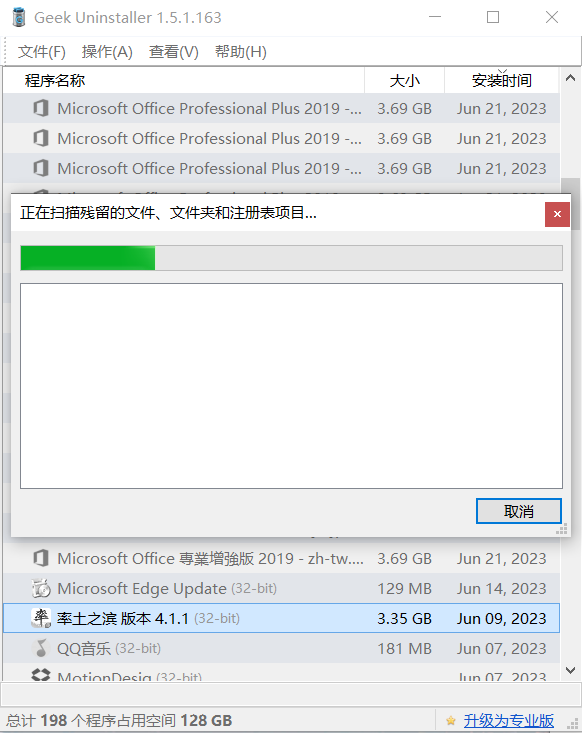 Geek Uninstaller 1.5.1.163
文件(F) 操作(A) 查看(V) 帮助(H)
程序名称 大小 安装时间
Microsoft Office Professional Plus 2019 -... 3.69 GB Jun 21, 2023
Microsoft Office Professional Plus 2019 -... 3.69 GB Jun 21, 2023
Microsoft Office Professional Plus 2019 -... 3.69 GB Jun 21, 2023
正在扫描残留的文件、文件夹和注册表项目...
取消
Microsoft Office 專業增強版 2019 - zh-tw.... 3.69 GB Jun 21, 2023
Microsoft Edge Update (32-bit) 129 MB Jun 14, 2023
率土之滨 版本 4.1.1 (32-bit) 3.35 GB Jun 09, 2023
QQ音乐 (32-bit) 181 MB Jun 07, 2023
MotionDesig (32-bit) Jun 07, 2023
总计 198 个程序占用空间 128 GB 升级为专业版